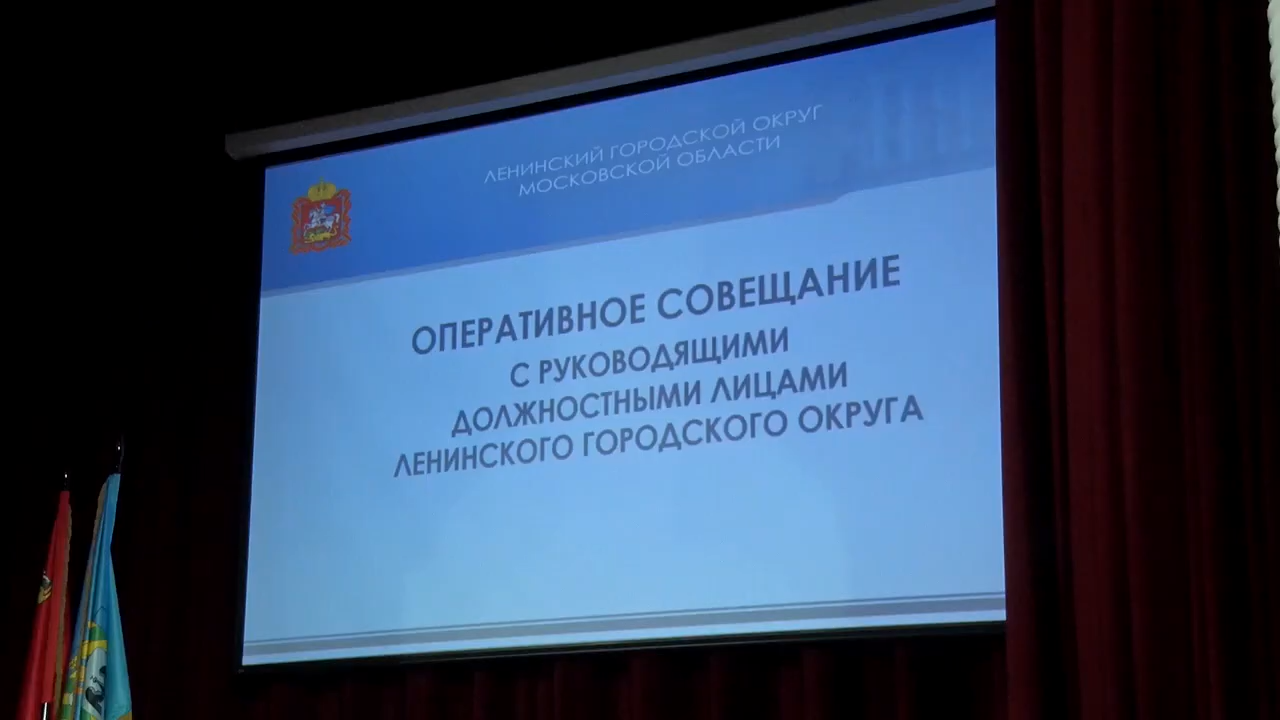 ЛЕНИНСКИЙ ГОРОДСКОЙ ОКРУГ
МОСКОВСКОЙ ОБЛАСТИ
ОПЕРАТИВНОЕ СОВЕЩАНИЕ
С РУКОВОДЯЩИМИ
ДОЛЖНОСТНЫМИ ЛИЦАМИ
ЛЕНИНСКОГО ГОРОДСКОГО ОКРУГА